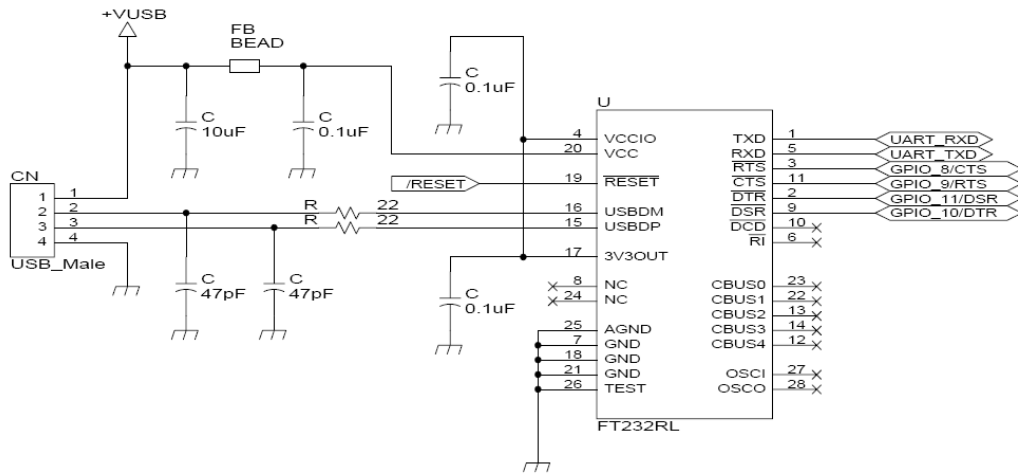 +VUSB
FB
BEAD
C
10uF
C
0.1uF
C
0.1uF
CN
1 1
2 2
3 3
4 4
USB_Male
C
47pF
C
47pF
/RESET
R 22
R 22
C
0.1uF
U
4 VCCIO
20 VCC
19 RESET
16 USBDM
15 USBDP
17 3V3OUT
8 NC
24 NC
25 AGND
7 GND
18 GND
21 GND
26 TEST
TXD 1 UART_RXD
RXD 5 UART_TXD
RTS 3 GPIO_8/CTS
CTS 11 GPIO_9/RTS
DTR 2 GPIO_11/DSR
DSR 9 GPIO_10/DTR
DCD 10
RI 6
CBUS0 23
CBUS1 22
CBUS2 13
CBUS3 14
CBUS4 12
OSCI 27
OSCO 28
FT232RL